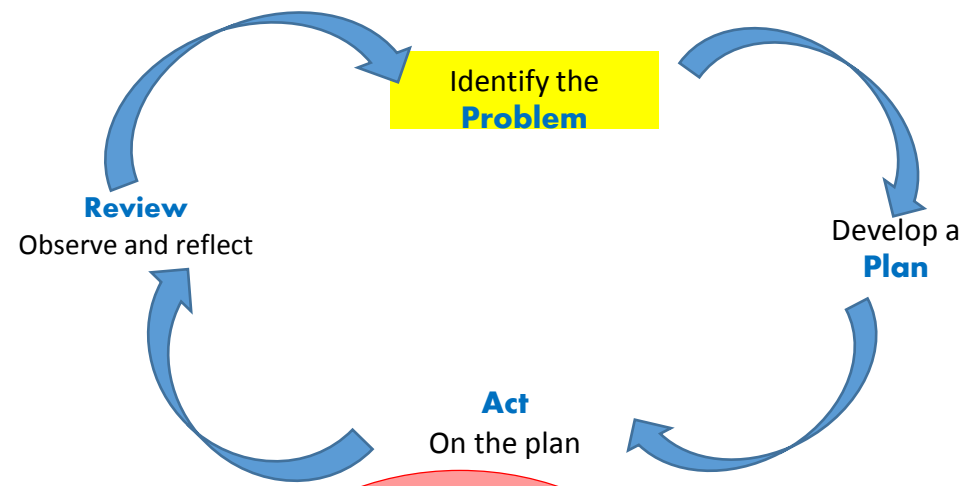 Identify the
Problem
Develop a
Plan
Act
On the plan
Review
Observe and reflect